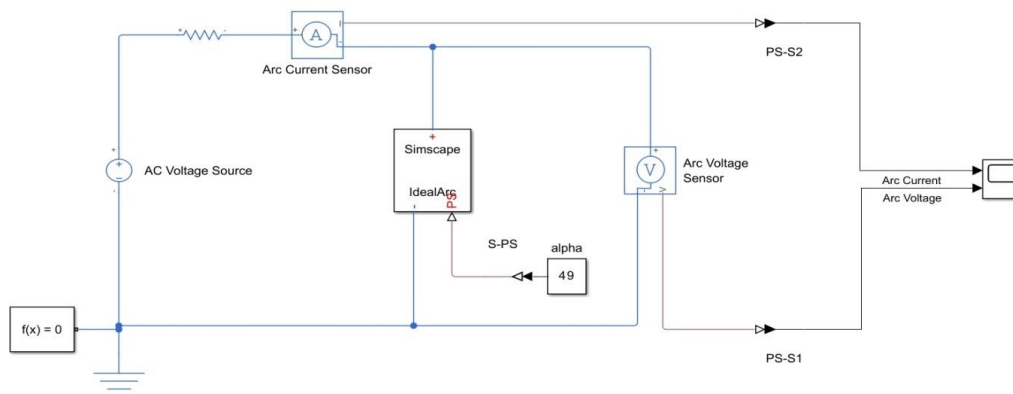 A
PS-S2
Arc Current Sensor
Simscape
IdealArc
PS
AC Voltage Source
V
Arc Voltage
Sensor
Arc Current
Arc Voltage
S-PS
alpha
49
f(x) = 0
PS-S1